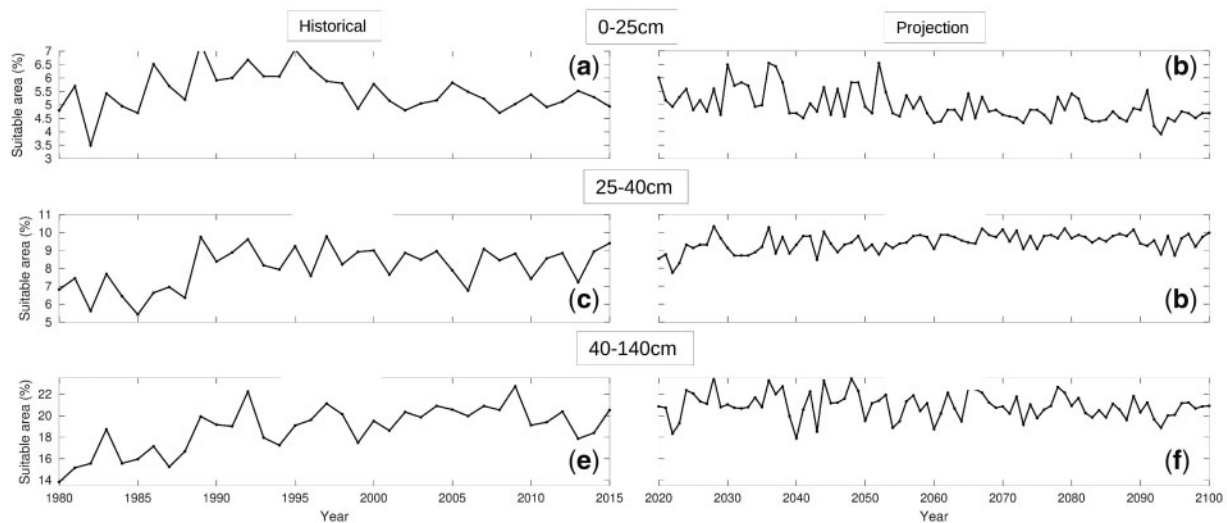 Historical
0-25cm
Projection
Suitable area (%)
7
6.5
6
5.5
5
4.5
4
3.5
3
(a)
(b)
25-40cm
Suitable area (%)
11
10
9
8
7
6
5
(c)
(b)
40-140cm
Suitable area (%)
22
20
18
16
14
(e)
(f)
1980 1985 1990 1995 2000 2005 2010 2015
2020 2030 2040 2050 2060 2070 2080 2090 2100
Year
Year